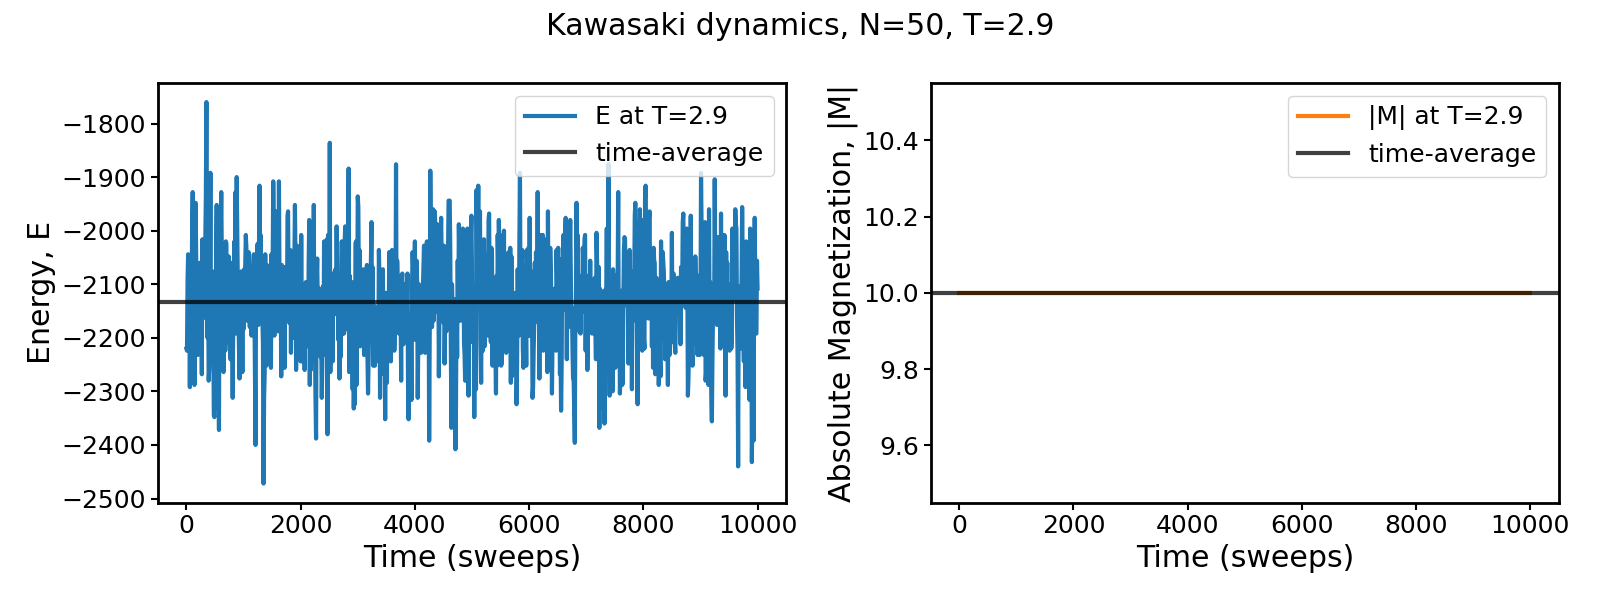 Kawasaki dynamics, N=50, T=2.9
Energy, E
−1800
−1900
−2000
−2100
−2200
−2300
−2400
−2500
E at T=2.9
time-average
0 2000 4000 6000 8000 10000
Time (sweeps)
Absolute Magnetization, |M|
10.4
10.2
10.0
9.8
9.6
|M| at T=2.9
time-average
0 2000 4000 6000 8000 10000
Time (sweeps)